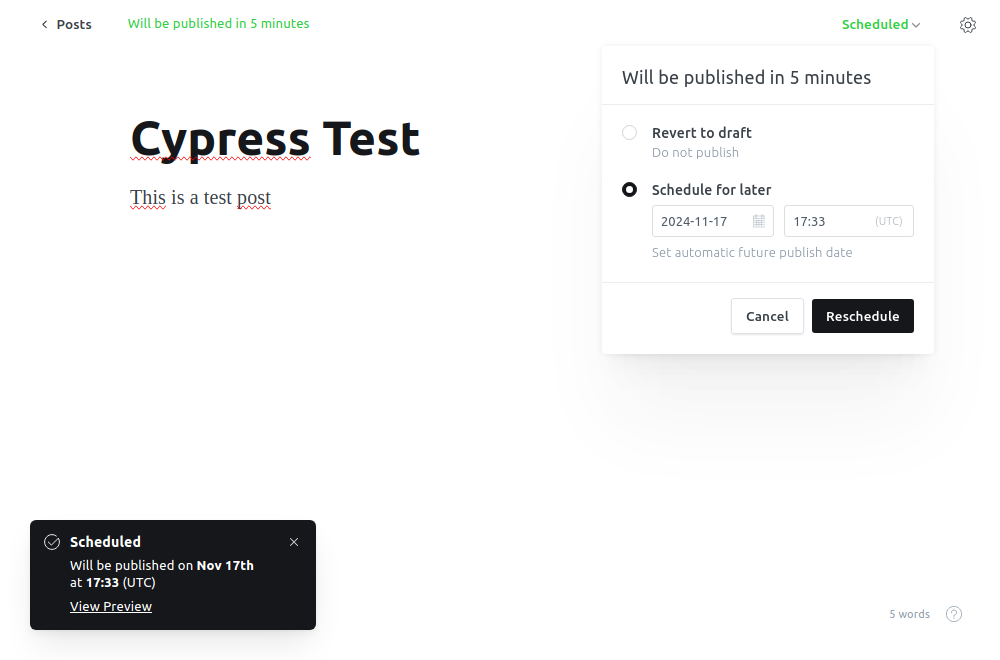 Posts
Will be published in 5 minutes
Scheduled
Will be published in 5 minutes
Revert to draft
Do not publish
Schedule for later
2024-11-17
17:33 (UTC)
Set automatic future publish date
Cancel
Reschedule
Cypress Test
This is a test post
Scheduled
Will be published on Nov 17th
at 17:33 (UTC)
View Preview
5 words
?